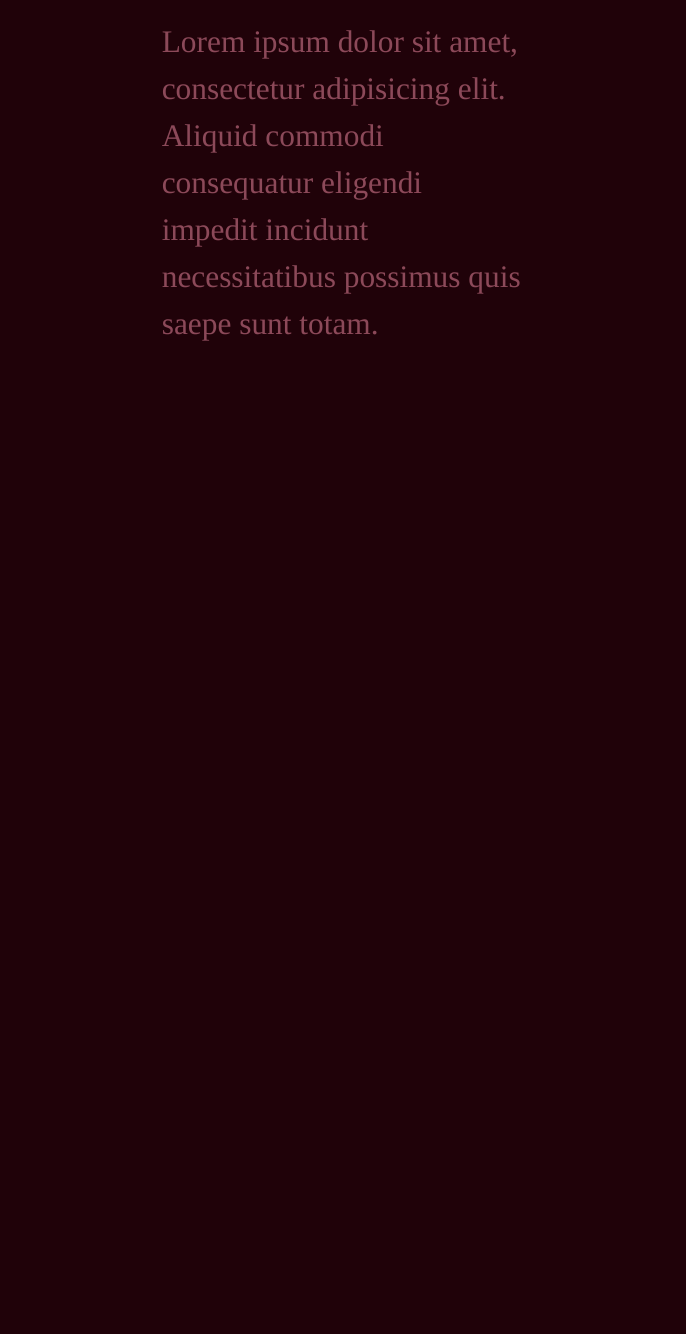 Lorem ipsum dolor sit amet,
consectetur adipisicing elit.
Aliquid commodi
consequatur eligendi
impedit incidunt
necessitatibus possimus quis
saepe sunt totam.